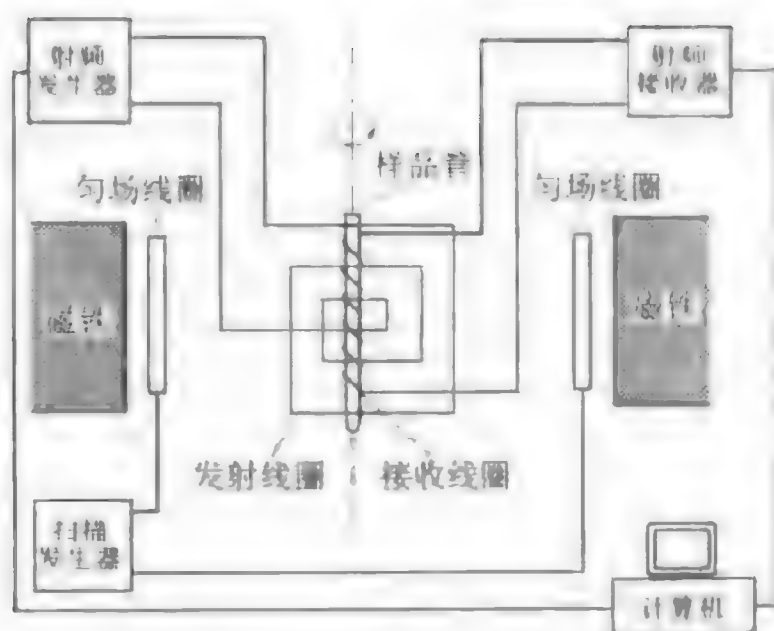 射频
发生器
射频
接收器
样品管
匀场线圈
匀场线圈
磁铁
磁铁
发射线圈
接收线圈
扫描
发生器
计算机